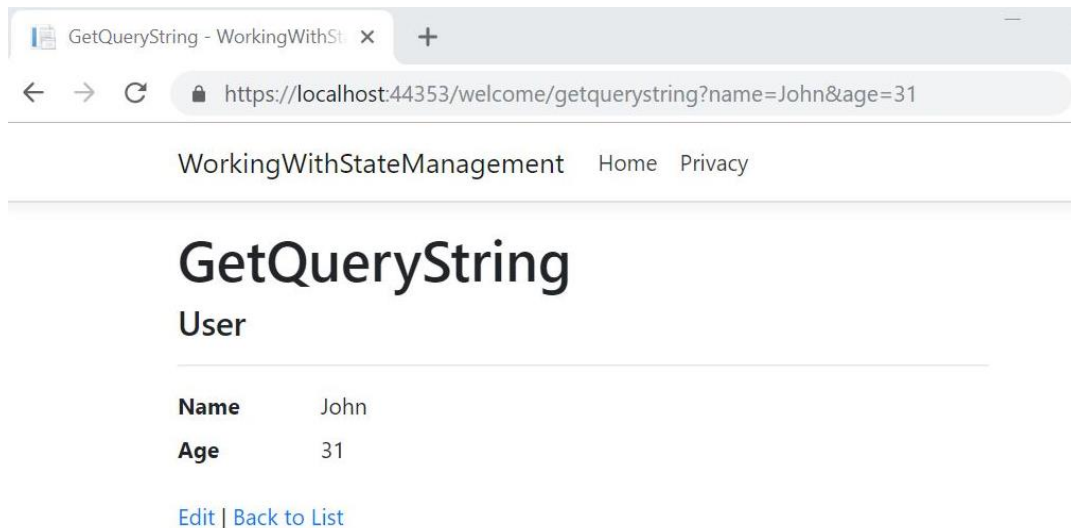 GetQueryString - WorkingWithSt
https://localhost:44353/welcome/getquerystring?name=John&age=31
WorkingWithStateManagement Home Privacy
GetQueryString
User
Name John
Age 31
Edit | Back to List